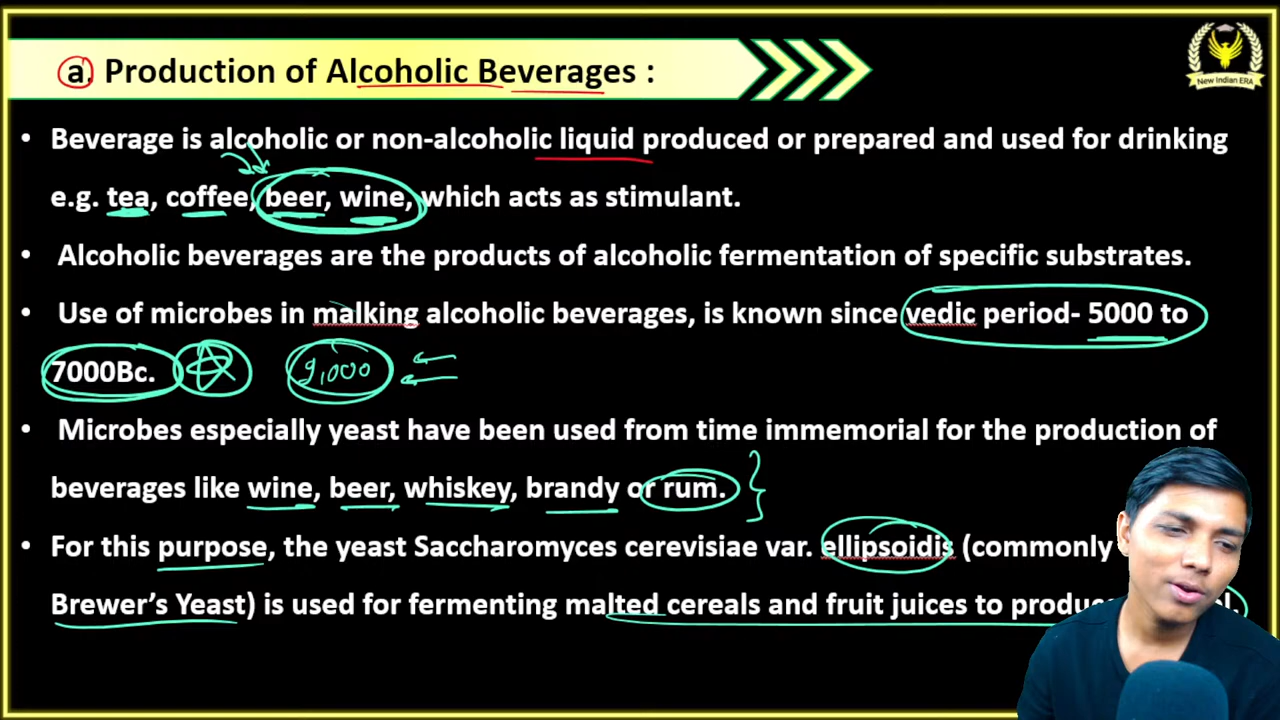 a. Production of Alcoholic Beverages :
New Indian ERA
• Beverage is alcoholic or non-alcoholic liquid produced or prepared and used for drinking
e.g. tea, coffee, beer, wine, which acts as stimulant.
• Alcoholic beverages are the products of alcoholic fermentation of specific substrates.
• Use of microbes in malking alcoholic beverages, is known since vedic period- 5000 to
7000Bc. 9,000
• Microbes especially yeast have been used from time immemorial for the production of
beverages like wine, beer, whiskey, brandy or rum.
• For this purpose, the yeast Saccharomyces cerevisiae var. ellipsoidis (commonly
Brewer's Yeast) is used for fermenting malted cereals and fruit juices to produce